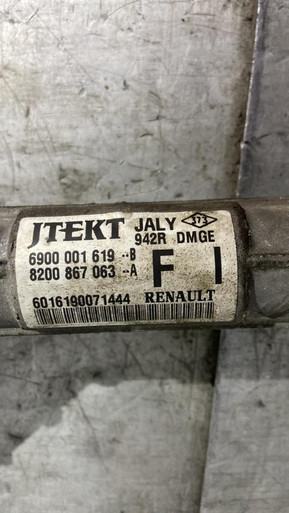 JTEKT JALY 373
942R DMGE
6900 001 619 --B
8200 867 063 --A F I
6016190071444 RENAULT